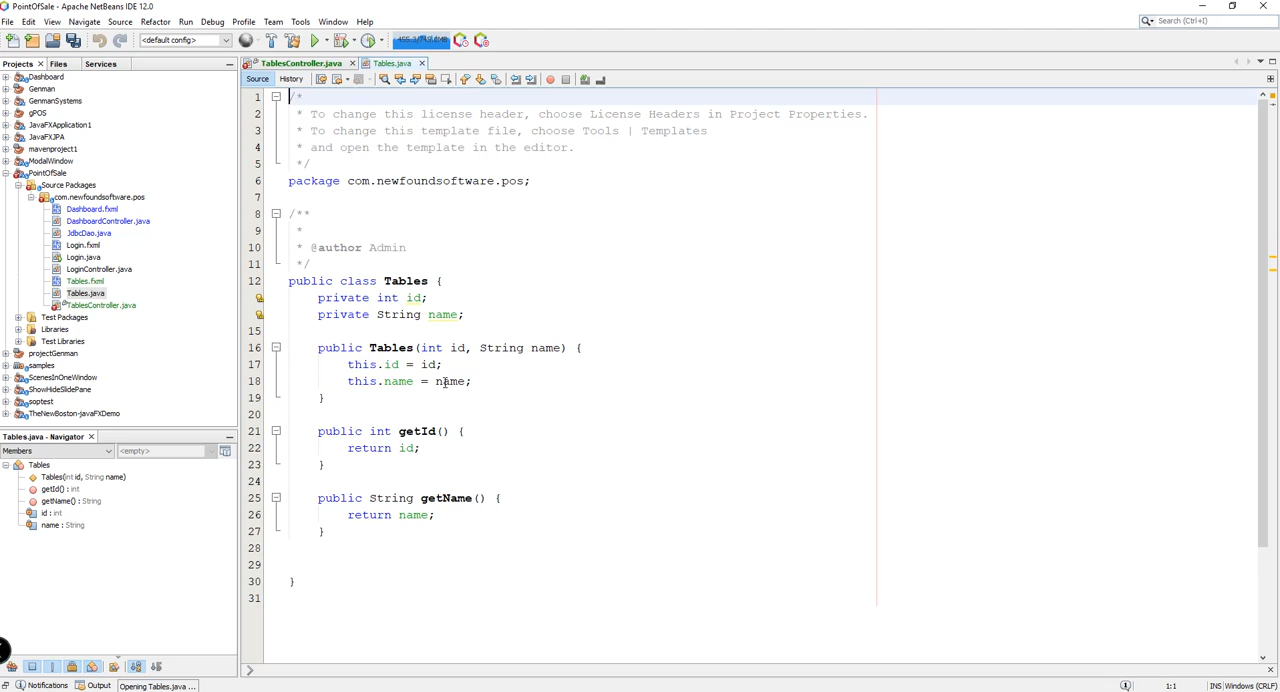 PointOfSale - Apache NetBeans IDE 12.0
File Edit View Navigate Source Refactor Run Debug Profile Team Tools Window Help
Search (Ctrl+I)
<default config>
Projects Files Services
TablesController.java Tables.java
Source History
Dashboard
Genman
GenmanSystems
gPOS
JavaFXApplication1
JavaFXJPA
mavenproject1
ModalWindow
PointOfSale
Source Packages
com.newfoundsoftware.pos
Dashboard.fxml
DashboardController.java
JdbcDao.java
Login.fxml
Login.java
LoginController.java
Tables.fxml
Tables.java
TablesController.java
Test Packages
Libraries
Test Libraries
projectGenman
samples
ScenesInOneWindow
ShowHideSlidePane
soptest
TheNewBoston-javaFXDemo
Tables.java - Navigator
Members <empty>
Tables
Tables(int id, String name)
getId() : int
getName() : String
id : int
name : String
1 /*
2 * To change this license header, choose License Headers in Project Properties.
3 * To change this template file, choose Tools | Templates
4 * and open the template in the editor.
5 */
6 package com.newfoundsoftware.pos;
7
8 /**
9 *
10 * @author Admin
11 */
12 public class Tables {
private int id;
private String name;
15
16 public Tables(int id, String name) {
17 this.id = id;
18 this.name = name;
19 }
20
21 public int getId() {
22 return id;
23 }
24
25 public String getName() {
26 return name;
27 }
28
29
30 }
31
Notifications Output Opening Tables.java ...
1:1 INS Windows (CRLF)